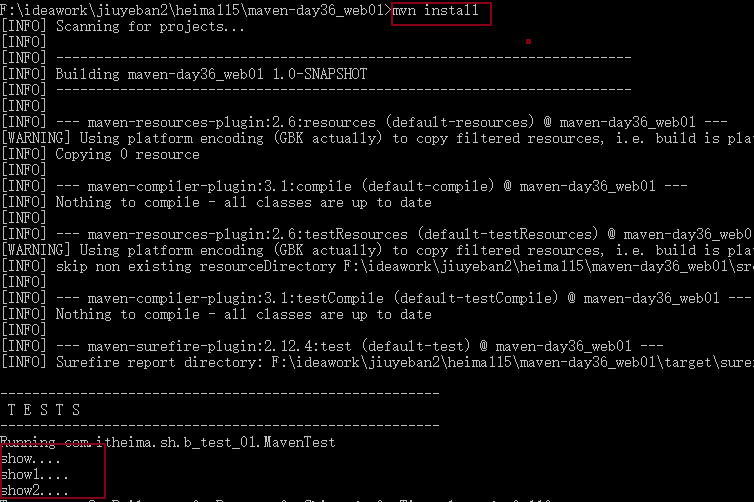 F:\ideawork\jiuyeban2\heima115\maven-day36_web01>mvn install
[INFO] Scanning for projects...
[INFO]
[INFO] ------------------------------------------------------------------------
[INFO] Building maven-day36_web01 1.0-SNAPSHOT
[INFO] ------------------------------------------------------------------------
[INFO]
[INFO] --- maven-resources-plugin:2.6:resources (default-resources) @ maven-day36_web01 ---
[WARNING] Using platform encoding (GBK actually) to copy filtered resources, i.e. build is pla
[INFO] Copying 0 resource
[INFO]
[INFO] --- maven-compiler-plugin:3.1:compile (default-compile) @ maven-day36_web01 ---
[INFO] Nothing to compile - all classes are up to date
[INFO]
[INFO] --- maven-resources-plugin:2.6:testResources (default-testResources) @ maven-day36_web0
[WARNING] Using platform encoding (GBK actually) to copy filtered resources, i.e. build is pla
[INFO] skip non existing resourceDirectory F:\ideawork\jiuyeban2\heima115\maven-day36_web01\sr
[INFO]
[INFO] --- maven-compiler-plugin:3.1:testCompile (default-testCompile) @ maven-day36_web01 ---
[INFO] Nothing to compile - all classes are up to date
[INFO]
[INFO] --- maven-surefire-plugin:2.12.4:test (default-test) @ maven-day36_web01 ---
[INFO] Surefire report directory: F:\ideawork\jiuyeban2\heima115\maven-day36_web01\target\sure
-------------------------------------------------------
T E S T S
-------------------------------------------------------
Running com.itheima.sh.b_test_01.MavenTest
show....
show1....
show2....